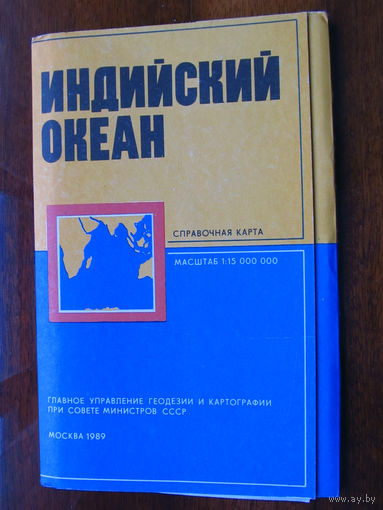 ИНДИЙСКИЙ
ОКЕАН
СПРАВОЧНАЯ КАРТА
МАСШТАБ 1:15 000 000
ГЛАВНОЕ УПРАВЛЕНИЕ ГЕОДЕЗИИ И КАРТОГРАФИИ
ПРИ СОВЕТЕ МИНИСТРОВ СССР
МОСКВА 1989
www.ay.by